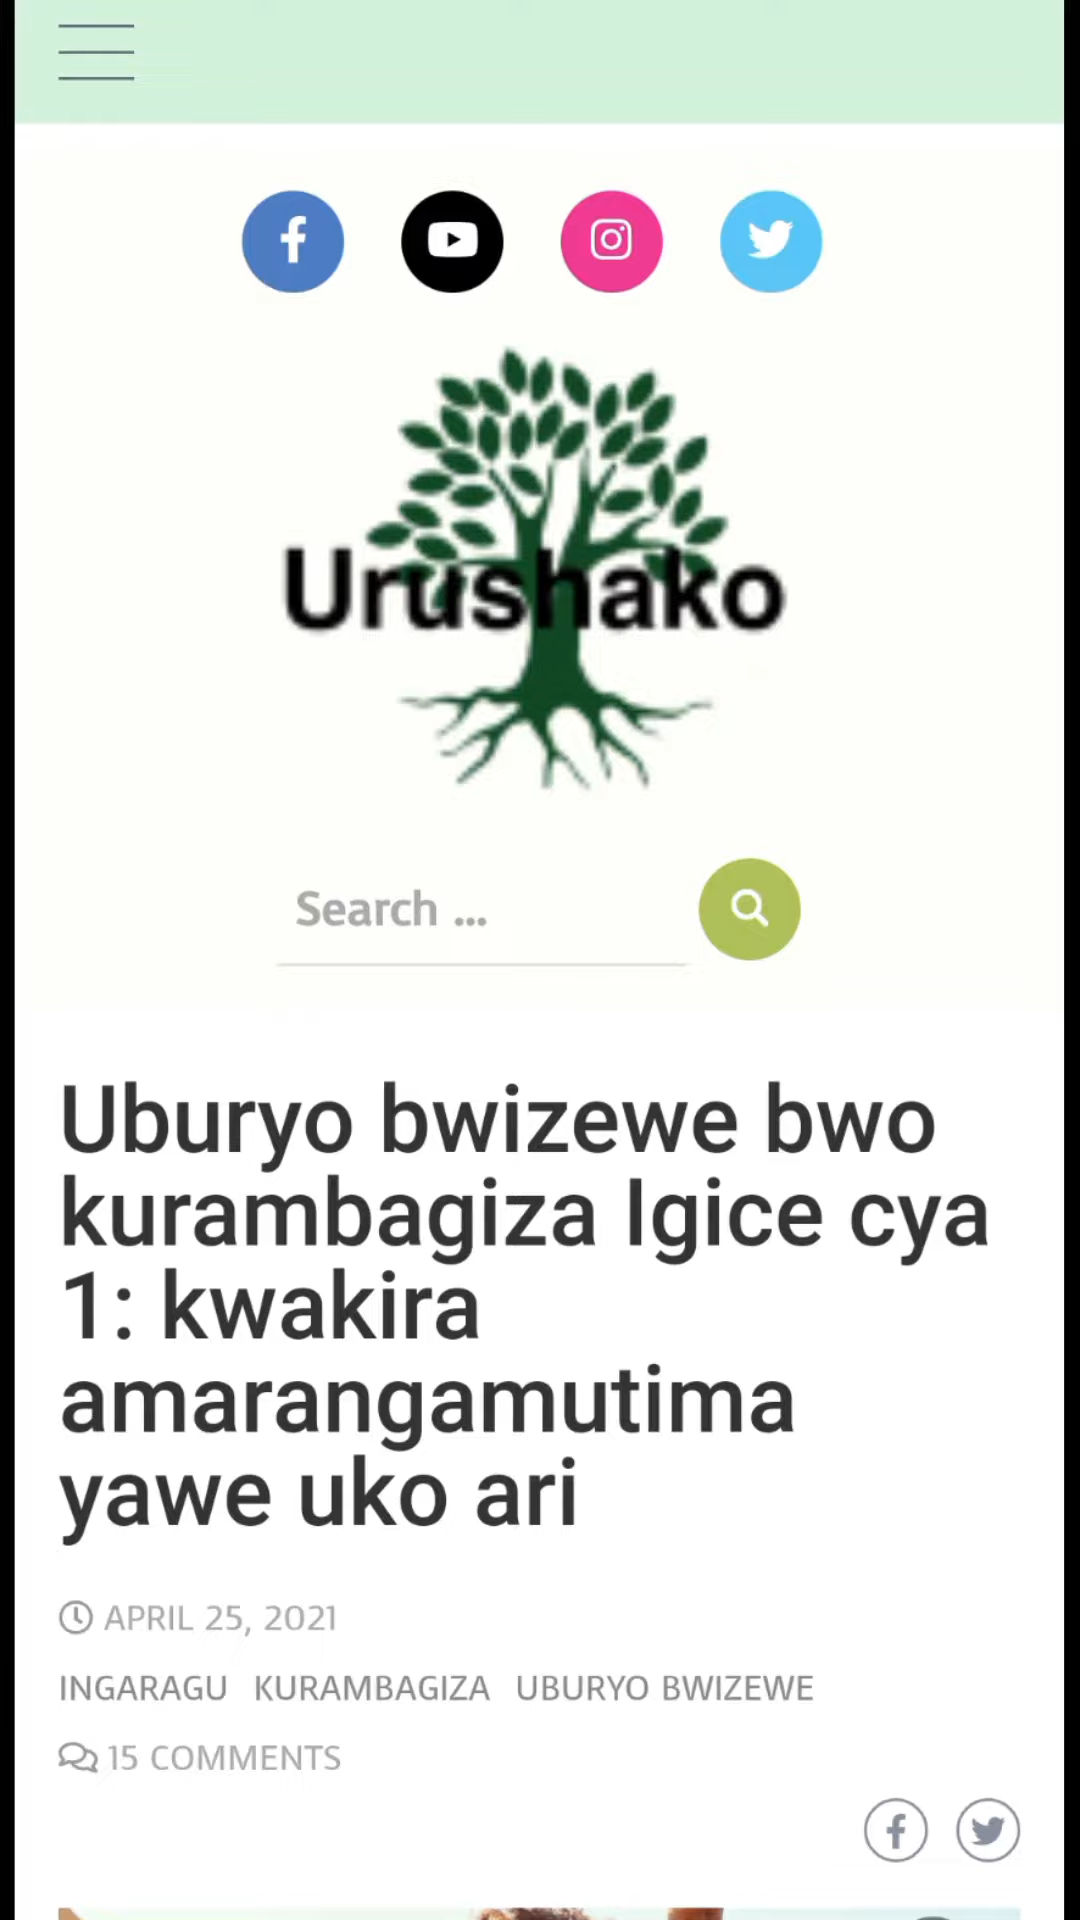 Urushako
Search ...
Uburyo bwizewe bwo
kurambagiza Igice cya
1: kwakira
amarangamutima
yawe uko ari
APRIL 25, 2021
INGARAGU KURAMBAGIZA UBURYO BWIZEWE
15 COMMENTS